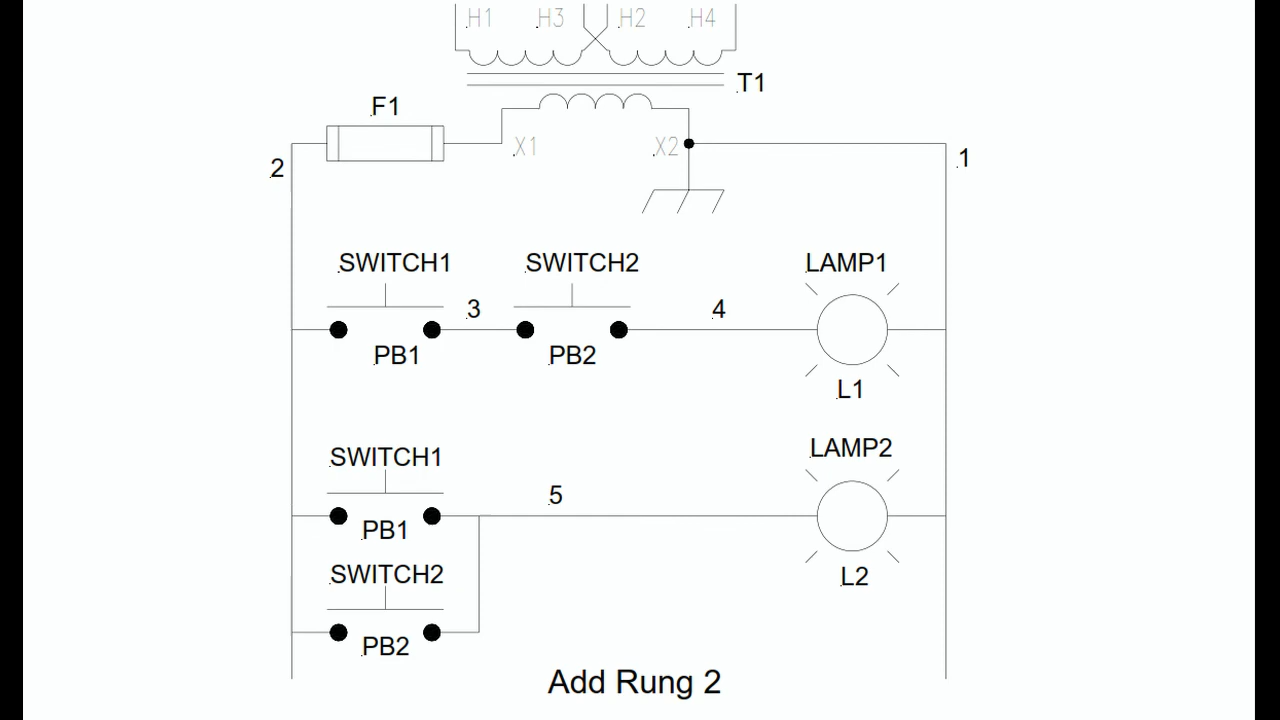 H1 H3 H2 H4
T1
F1
X1 X2
2 1
SWITCH1 SWITCH2 LAMP1
3 4
PB1 PB2
L1
LAMP2
SWITCH1
5
PB1
SWITCH2
L2
PB2
Add Rung 2